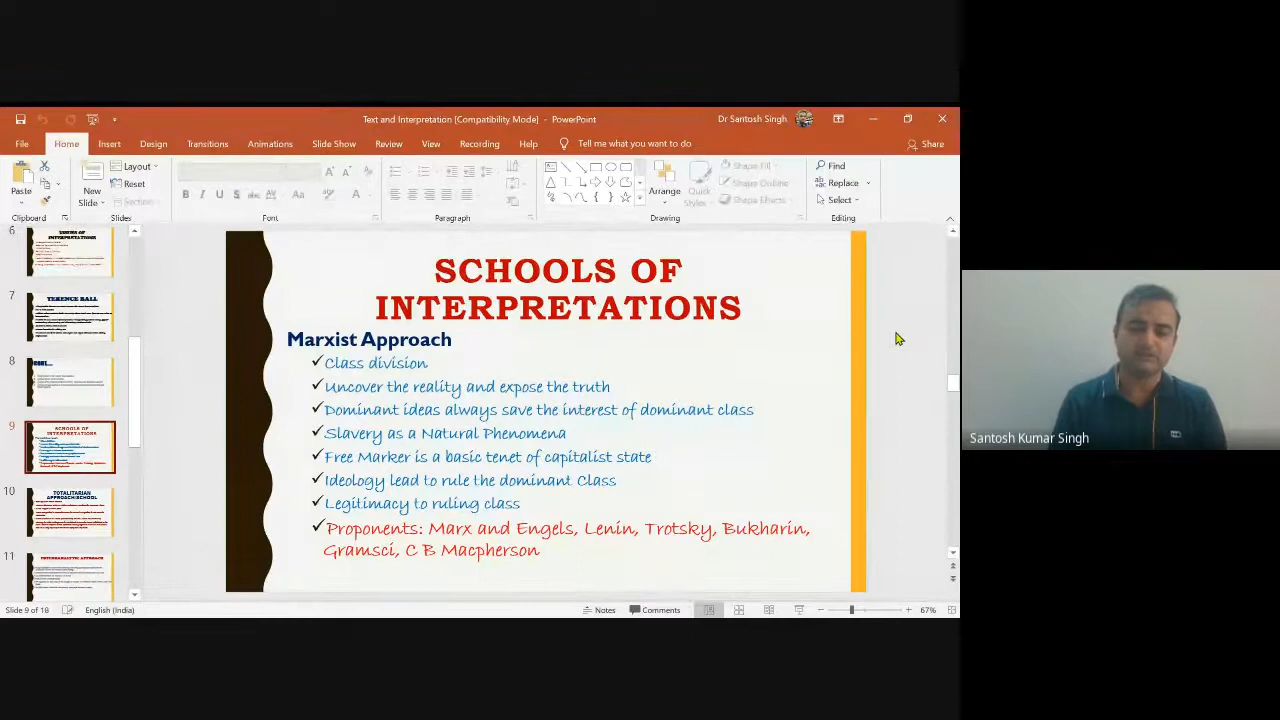 Text and Interpretation [Compatibility Mode] - PowerPoint
Dr Santosh Singh
File Home Insert Design Transitions Animations Slide Show Review View Recording Help Tell me what you want to do Share
Paste
New
Slide
Layout
Reset
Section
B I U S abc AV Aa A
Arrange
Quick
Styles
Shape Fill
Shape Outline
Shape Effects
Find
Replace
Select
Clipboard Slides Font Paragraph Drawing Editing
6
INTERPRETATIONS
7
TERENCE BALL
8
CONT...
9
SCHOOLS OF
INTERPRETATIONS
10
TOTALITARIAN
APPROACH/SCHOOL
11
SCHOOLS OF
INTERPRETATIONS
Marxist Approach
✓Class division
✓Uncover the reality and expose the truth
✓Dominant ideas always save the interest of dominant class
✓Slavery as a Natural Phenomena
✓Free Marker is a basic tenet of capitalist state
✓Ideology lead to rule the dominant Class
✓Legitimacy to ruling class
✓Proponents: Marx and Engels, Lenin, Trotsky, Bukharin,
Gramsci, C B Macpherson
Santosh Kumar Singh
Slide 9 of 18 English (India) Notes Comments 67%